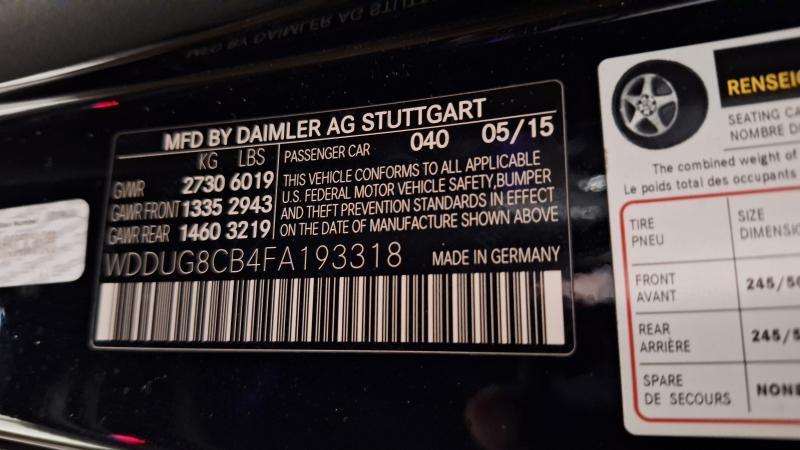 MFD BY DAIMLER AG STUTTGART
KG LBS PASSENGER CAR 040 05/15
GVWR 2730 6019
GAWR FRONT 1335 2943
GAWR REAR 1460 3219
THIS VEHICLE CONFORMS TO ALL APPLICABLE
U.S. FEDERAL MOTOR VEHICLE SAFETY,BUMPER
AND THEFT PREVENTION STANDARDS IN EFFECT
ON THE DATE OF MANUFACTURE SHOWN ABOVE
WDDUG8CB4FA193318 MADE IN GERMANY
RENSEIG
SEATING CA
NOMBRE D
The combined weight of
Le poids total des occupants
TIRE SIZE
PNEU DIMENSI
FRONT 245/50
AVANT
REAR 245/5
ARRIÈRE
SPARE NONE
DE SECOURS